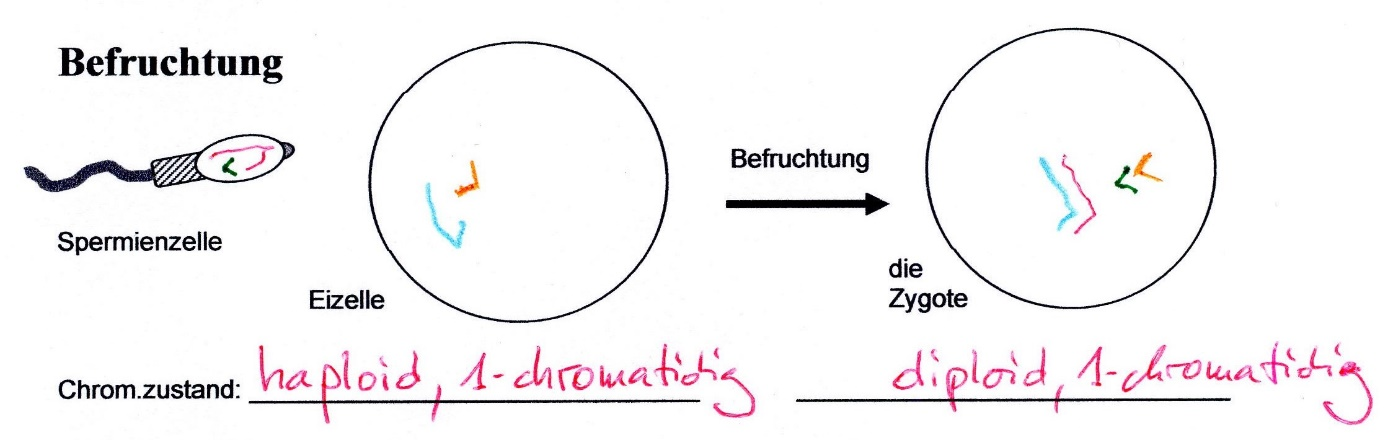 Befruchtung
Befruchtung
Spermienzelle
Eizelle
die
Zygote
Chrom.zustand: haploid, 1-chromatidig diploid, 1-chromatidig